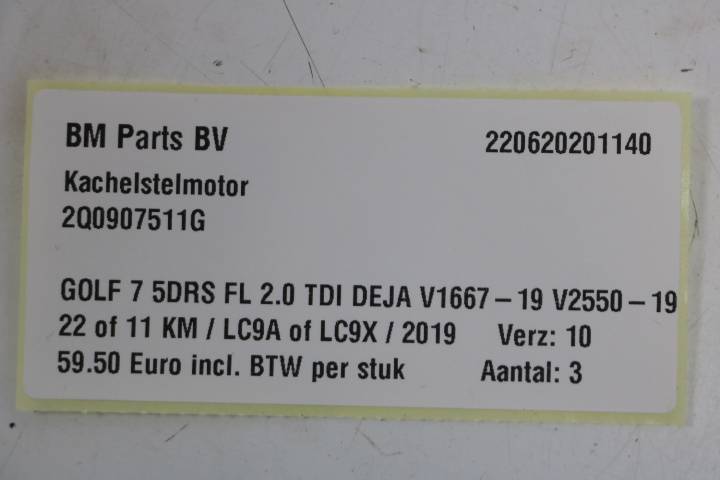 BM Parts BV 220620201140
Kachelstelmotor
2Q0907511G
GOLF 7 5DRS FL 2.0 TDI DEJA V1667-19 V2550-19
22 of 11 KM / LC9A of LC9X / 2019 Verz: 10
59.50 Euro incl. BTW per stuk Aantal: 3